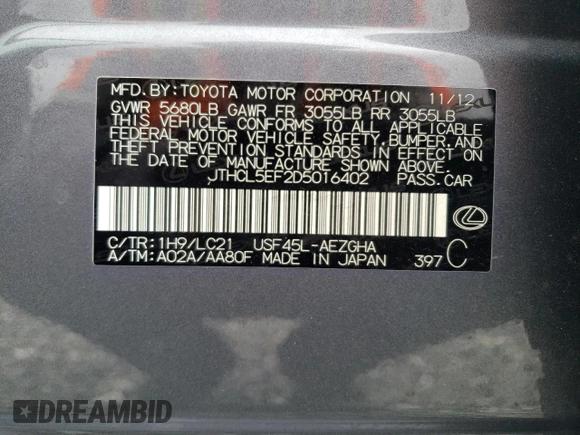 MFD. BY: TOYOTA MOTOR CORPORATION 11/12
GVWR 5680LB GAWR FR 3055LB RR 3055LB
THIS VEHICLE CONFORMS TO ALL APPLICABLE
FEDERAL MOTOR VEHICLE SAFETY, BUMPER, AND
THEFT PREVENTION STANDARDS IN EFFECT ON
THE DATE OF MANUFACTURE SHOWN ABOVE.
JTHCL5EF2D5016402 PASS. CAR
C/TR: 1H9/LC21 USF45L-AEZGHA
A/TM: A02A/AA80F MADE IN JAPAN 397 C
DREAMBID